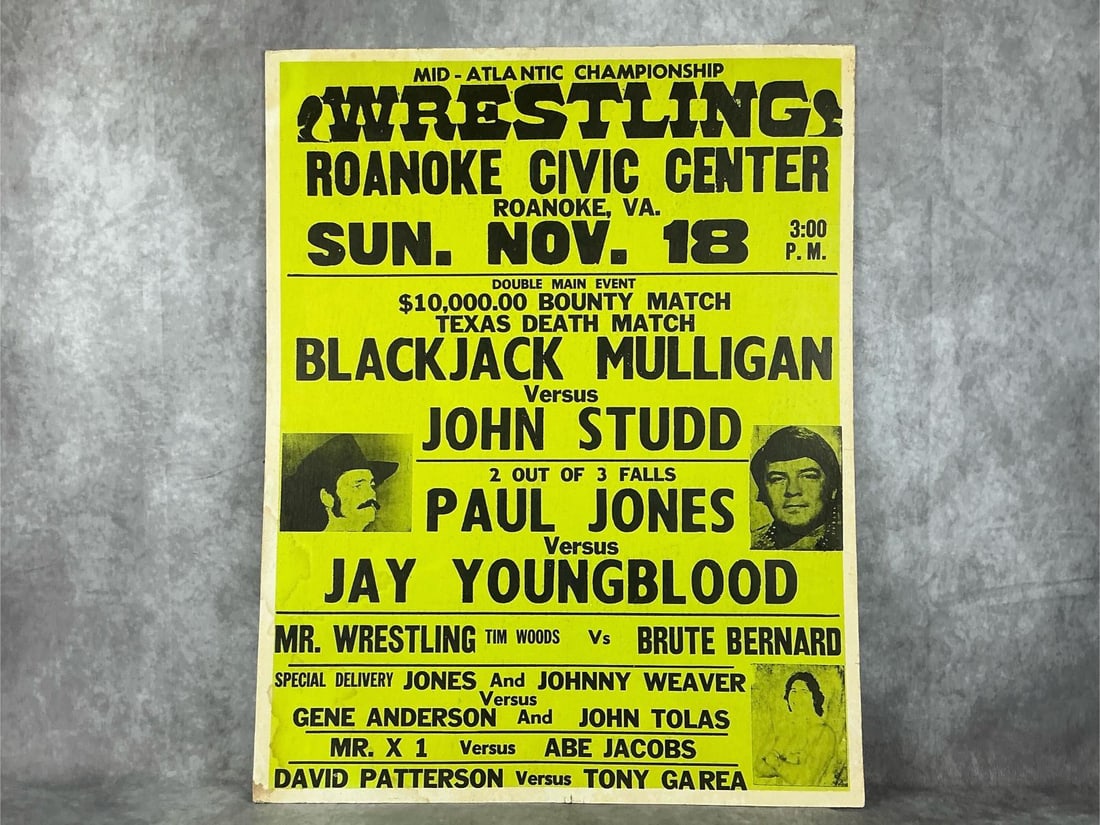 MID - ATLANTIC CHAMPIONSHIP
WRESTLING
ROANOKE CIVIC CENTER
ROANOKE, VA.
SUN. NOV. 18 3:00 P. M.
DOUBLE MAIN EVENT
$10,000.00 BOUNTY MATCH
TEXAS DEATH MATCH
BLACKJACK MULLIGAN
Versus
JOHN STUDD
2 OUT OF 3 FALLS
PAUL JONES
Versus
JAY YOUNGBLOOD
MR. WRESTLING TIM WOODS Vs BRUTE BERNARD
SPECIAL DELIVERY JONES And JOHNNY WEAVER
Versus
GENE ANDERSON And JOHN TOLAS
MR. X 1 Versus ABE JACOBS
DAVID PATTERSON Versus TONY GAREA